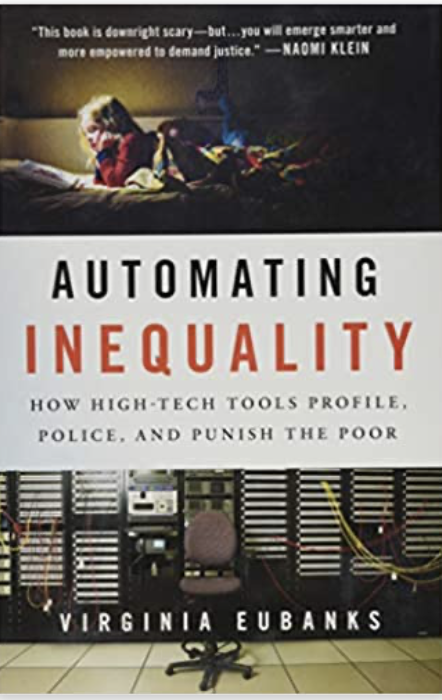 "This book is downright scary—but...you will emerge smarter and
more empowered to demand justice." —NAOMI KLEIN
AUTOMATING
INEQUALITY
HOW HIGH-TECH TOOLS PROFILE,
POLICE, AND PUNISH THE POOR
VIRGINIA EUBANKS